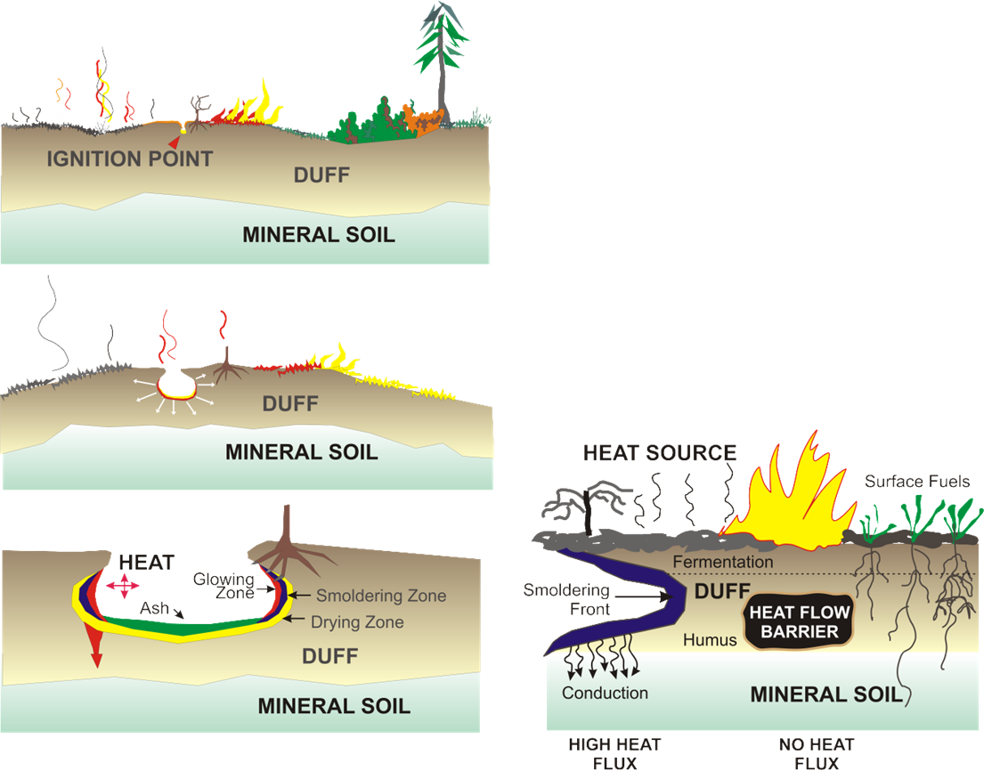 IGNITION POINT
DUFF
MINERAL SOIL
DUFF
MINERAL SOIL
HEAT
Glowing
Zone
Smoldering Zone
Ash
Drying Zone
DUFF
MINERAL SOIL
HEAT SOURCE
Surface Fuels
Fermentation
DUFF
Smoldering
Front
HEAT FLOW
BARRIER
Humus
Conduction
MINERAL SOIL
HIGH HEAT
FLUX
NO HEAT
FLUX